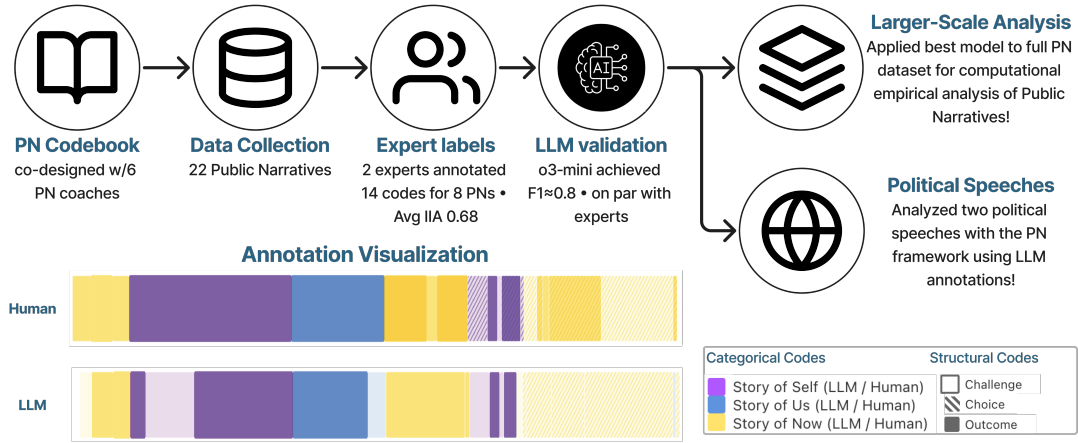 PN Codebook
co-designed w/6
PN coaches
Data Collection
22 Public Narratives
Expert labels
2 experts annotated
14 codes for 8 PNs •
Avg IIA 0.68
AI
LLM validation
o3-mini achieved
F1≈0.8 • on par with
experts
Larger-Scale Analysis
Applied best model to full PN
dataset for computational
empirical analysis of Public
Narratives!
Political Speeches
Analyzed two political
speeches with the PN
framework using LLM
annotations!
Annotation Visualization
Human
LLM
Categorical Codes
Story of Self (LLM / Human)
Story of Us (LLM / Human)
Story of Now (LLM / Human)
Structural Codes
Challenge
Choice
Outcome